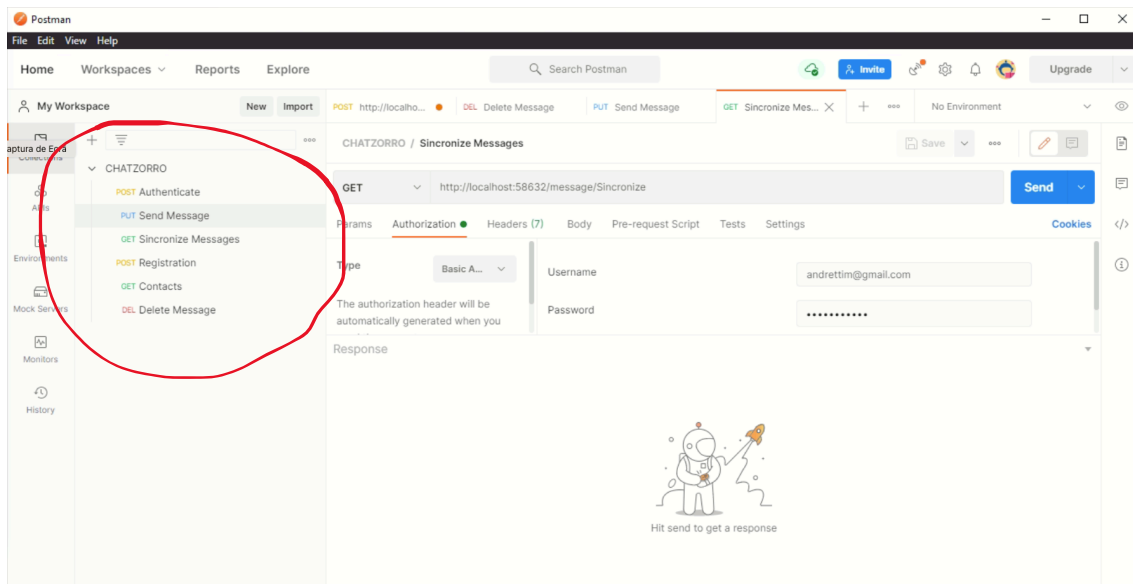 Postman
File Edit View Help
Home Workspaces Reports Explore Search Postman Invite Upgrade
My Workspace New Import POST http://localho... DEL Delete Message PUT Send Message GET Sincronize Mes... No Environment
aptura de Ecrã
Collections
CHATZORRO / Sincronize Messages Save
CHATZORRO
POST Authenticate
PUT Send Message
GET Sincronize Messages
POST Registration
GET Contacts
DEL Delete Message
APIs
Environments
Mock Servers
Monitors
History
GET http://localhost:58632/message/Sincronize Send
Params Authorization Headers (7) Body Pre-request Script Tests Settings Cookies
Type Basic A...
The authorization header will be
automatically generated when you
Username andrettim@gmail.com
Password •••••••••••
Response
Hit send to get a response